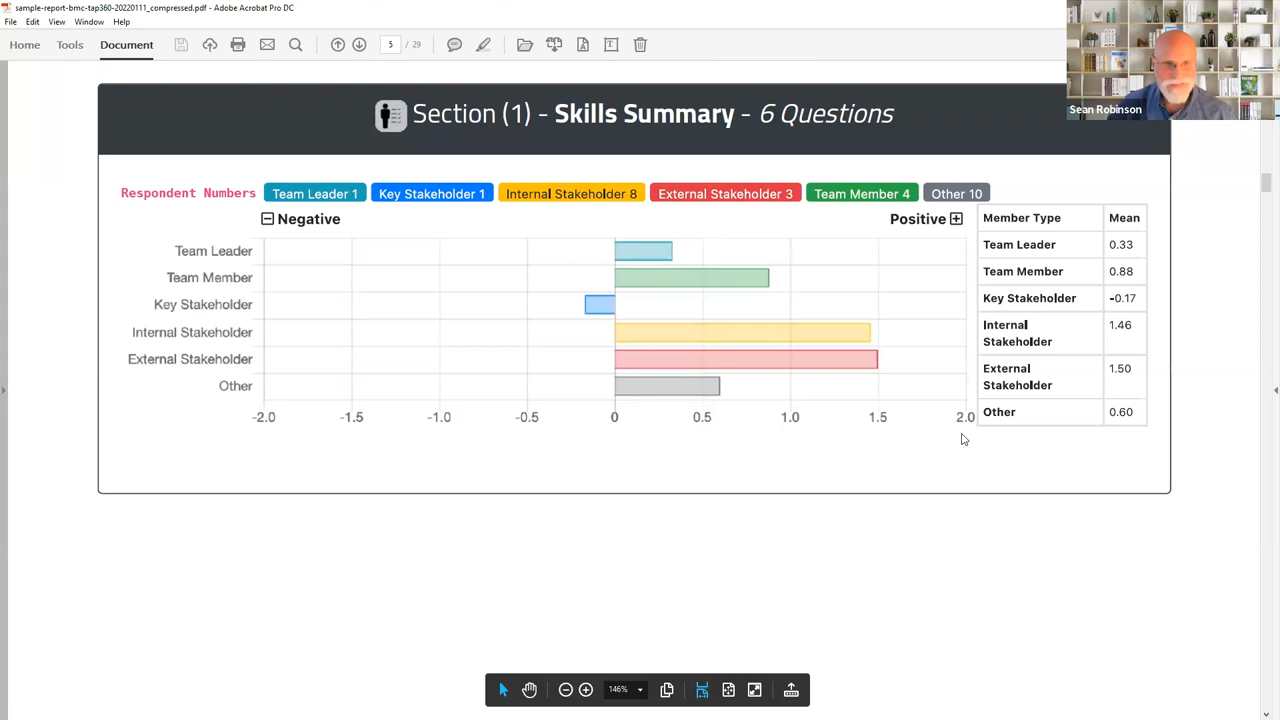 sample-report-bmc-tap360-20220111_compressed.pdf - Adobe Acrobat Pro DC
File Edit View Window Help
Home Tools Document 5 / 29
Sean Robinson
Section (1) - Skills Summary - 6 Questions
Respondent Numbers Team Leader 1 Key Stakeholder 1 Internal Stakeholder 8 External Stakeholder 3 Team Member 4 Other 10
Negative Positive
Team Leader
Team Member
Key Stakeholder
Internal Stakeholder
External Stakeholder
Other
-2.0 -1.5 -1.0 -0.5 0 0.5 1.0 1.5 2.0
Member Type Mean
Team Leader 0.33
Team Member 0.88
Key Stakeholder -0.17
Internal 1.46
Stakeholder
External 1.50
Stakeholder
Other 0.60
146%